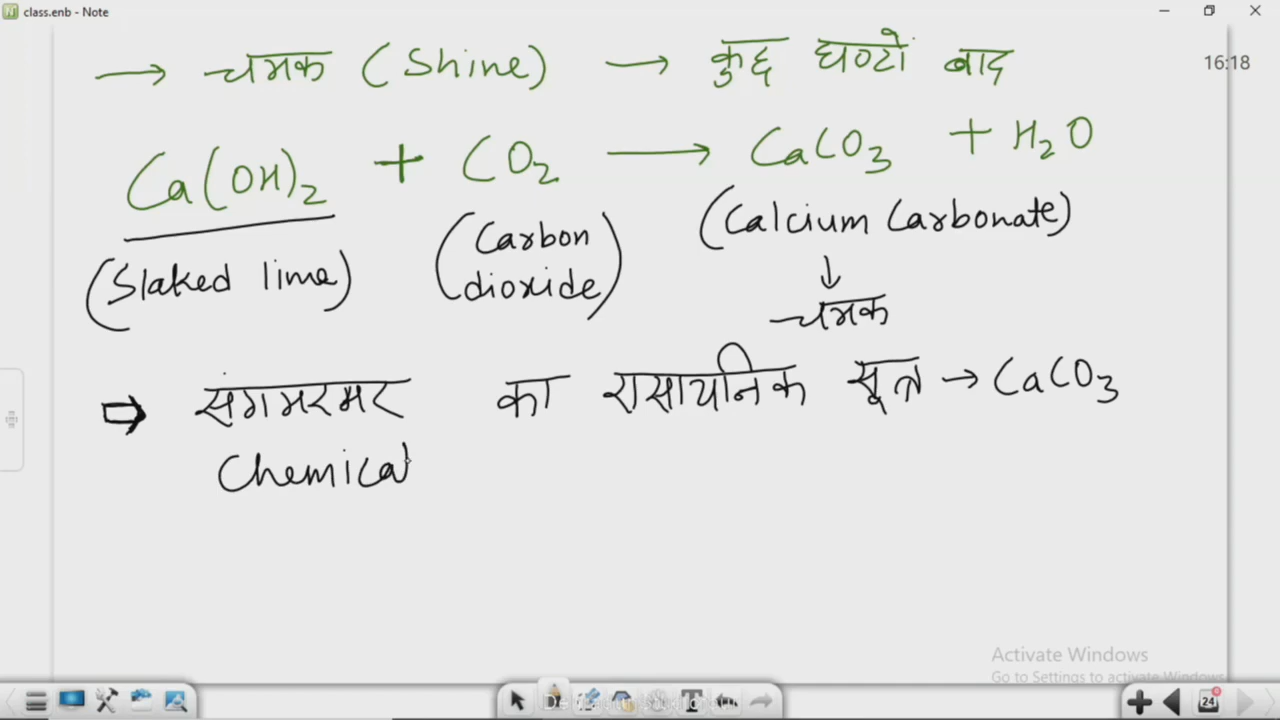 class.enb - Note
→ चमक (Shine) → कुछ घण्टो बाद
16:18
Ca(OH)₂ + CO₂ → CaCO₃ + H₂O
(Slaked lime) (Carbon dioxide) (Calcium Carbonate)
↓
चमक
⇒ संगमरमर का रासायनिक सूत्र → CaCO₃
Chemical
Activate Windows
Go to Settings to activate Windows
24